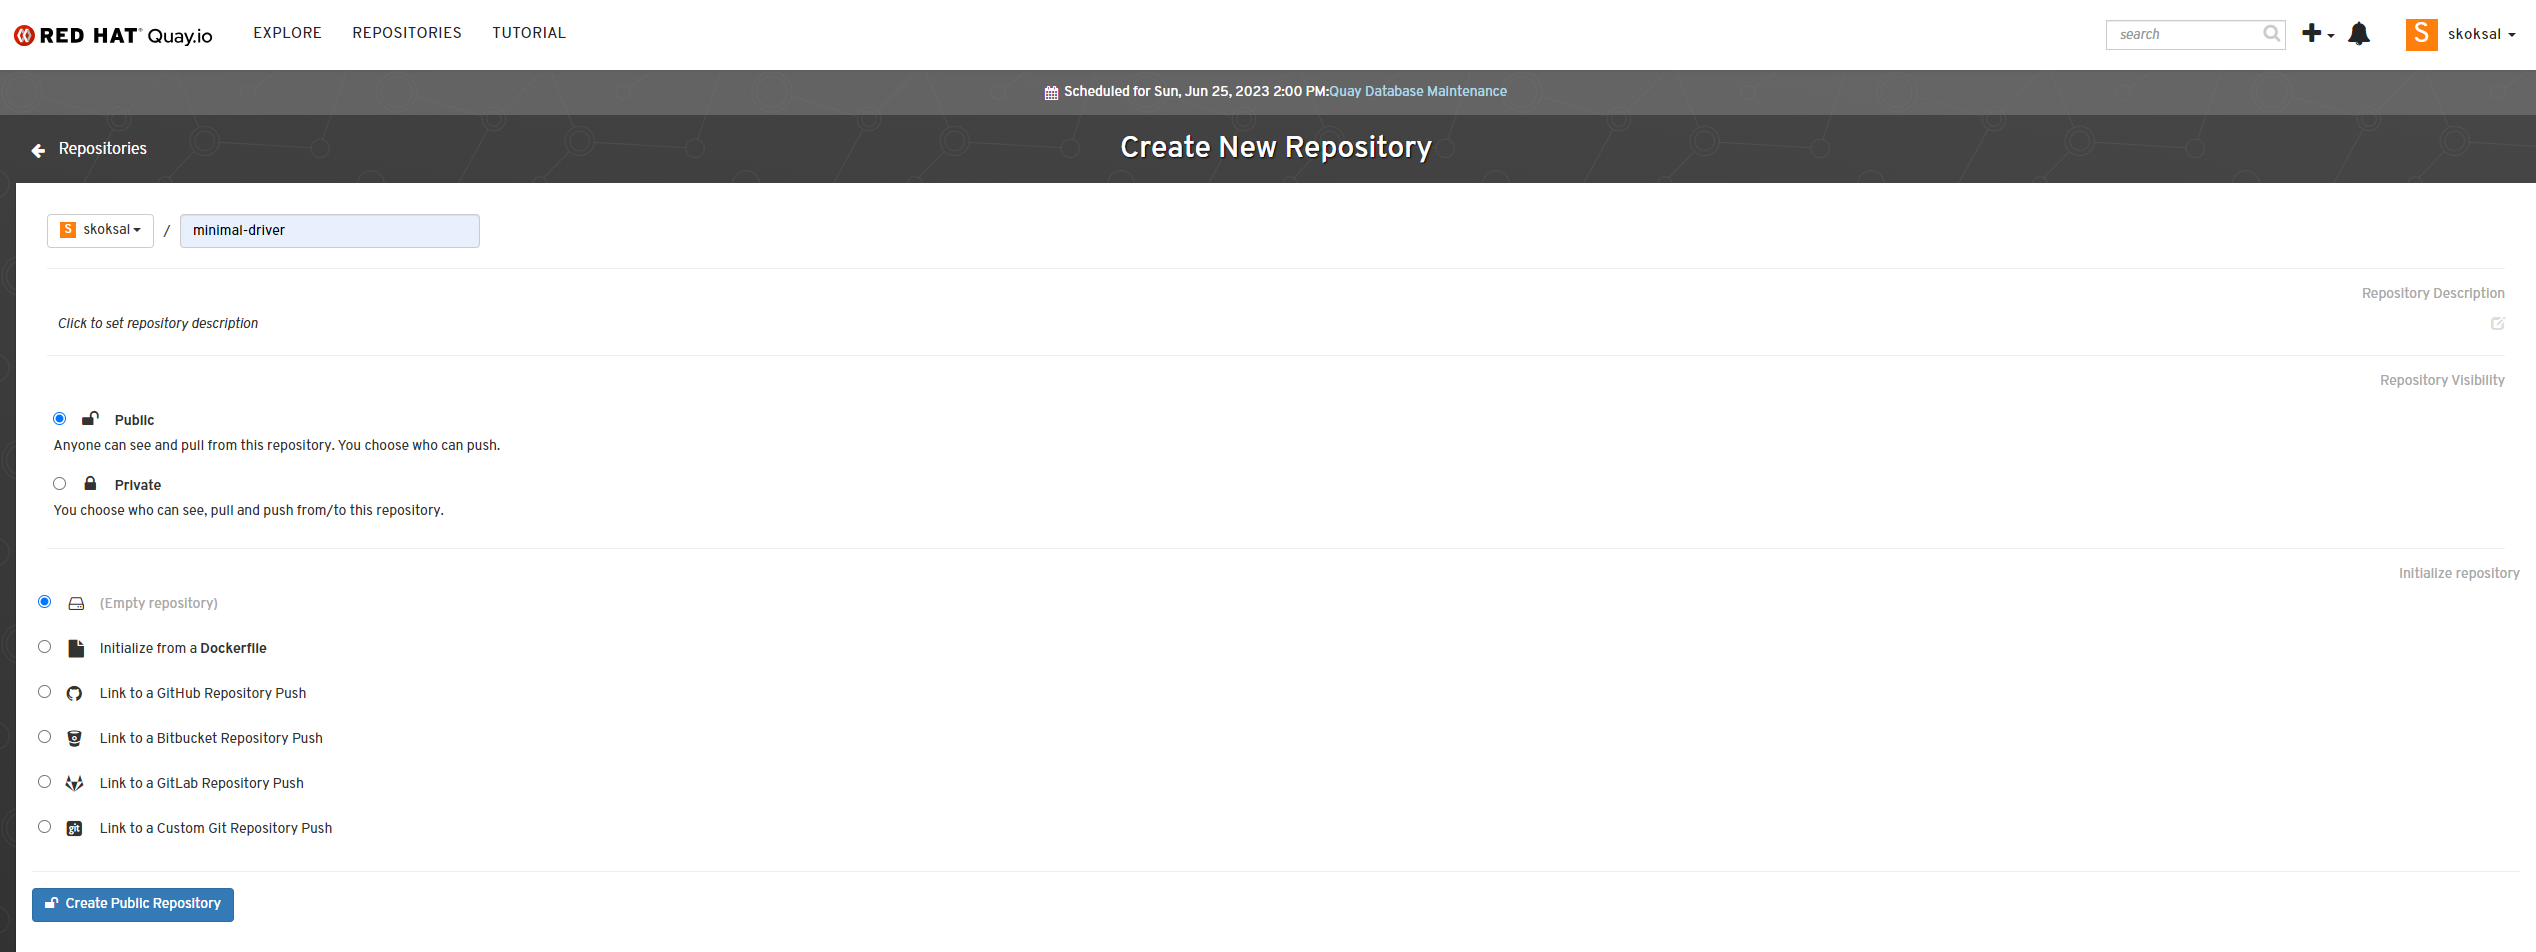 RED HAT Quay.io EXPLORE REPOSITORIES TUTORIAL search S skoksal
Scheduled for Sun, Jun 25, 2023 2:00 PM:Quay Database Maintenance
Repositories Create New Repository
S skoksal / minimal-driver
Repository Description
Click to set repository description
Repository Visibility
Public
Anyone can see and pull from this repository. You choose who can push.
Private
You choose who can see, pull and push from/to this repository.
Initialize repository
(Empty repository)
Initialize from a Dockerfile
Link to a GitHub Repository Push
Link to a Bitbucket Repository Push
Link to a GitLab Repository Push
git Link to a Custom Git Repository Push
Create Public Repository